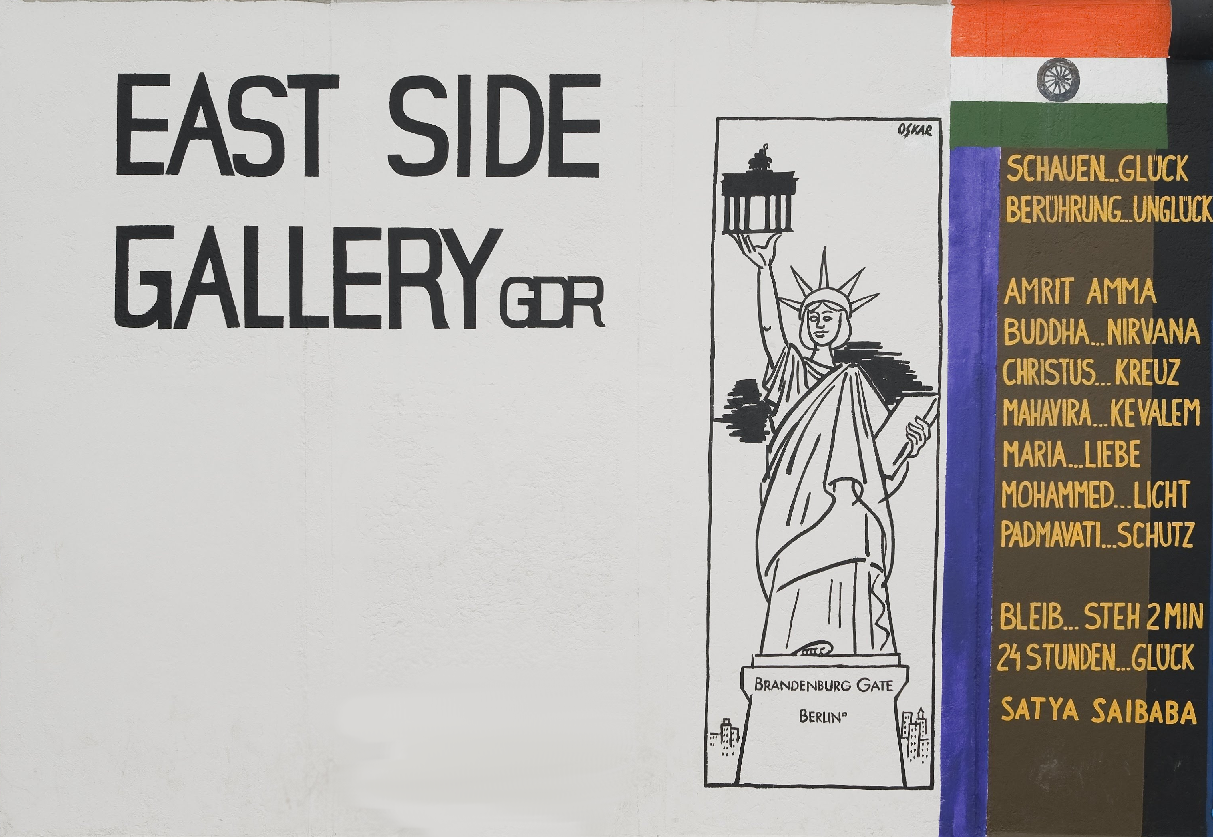 EAST SIDE
GALLERY GDR
OSKAR
BRANDENBURG GATE
BERLIN
SCHAUEN...GLÜCK
BERÜHRUNG...UNGLÜCK
AMRIT AMMA
BUDDHA...NIRVANA
CHRISTUS...KREUZ
MAHAVIRA...KEVALEM
MARIA...LIEBE
MOHAMMED...LICHT
PADMAVATI...SCHUTZ
BLEIB... STEH 2 MIN
24 STUNDEN...GLÜCK
SATYA SAIBABA